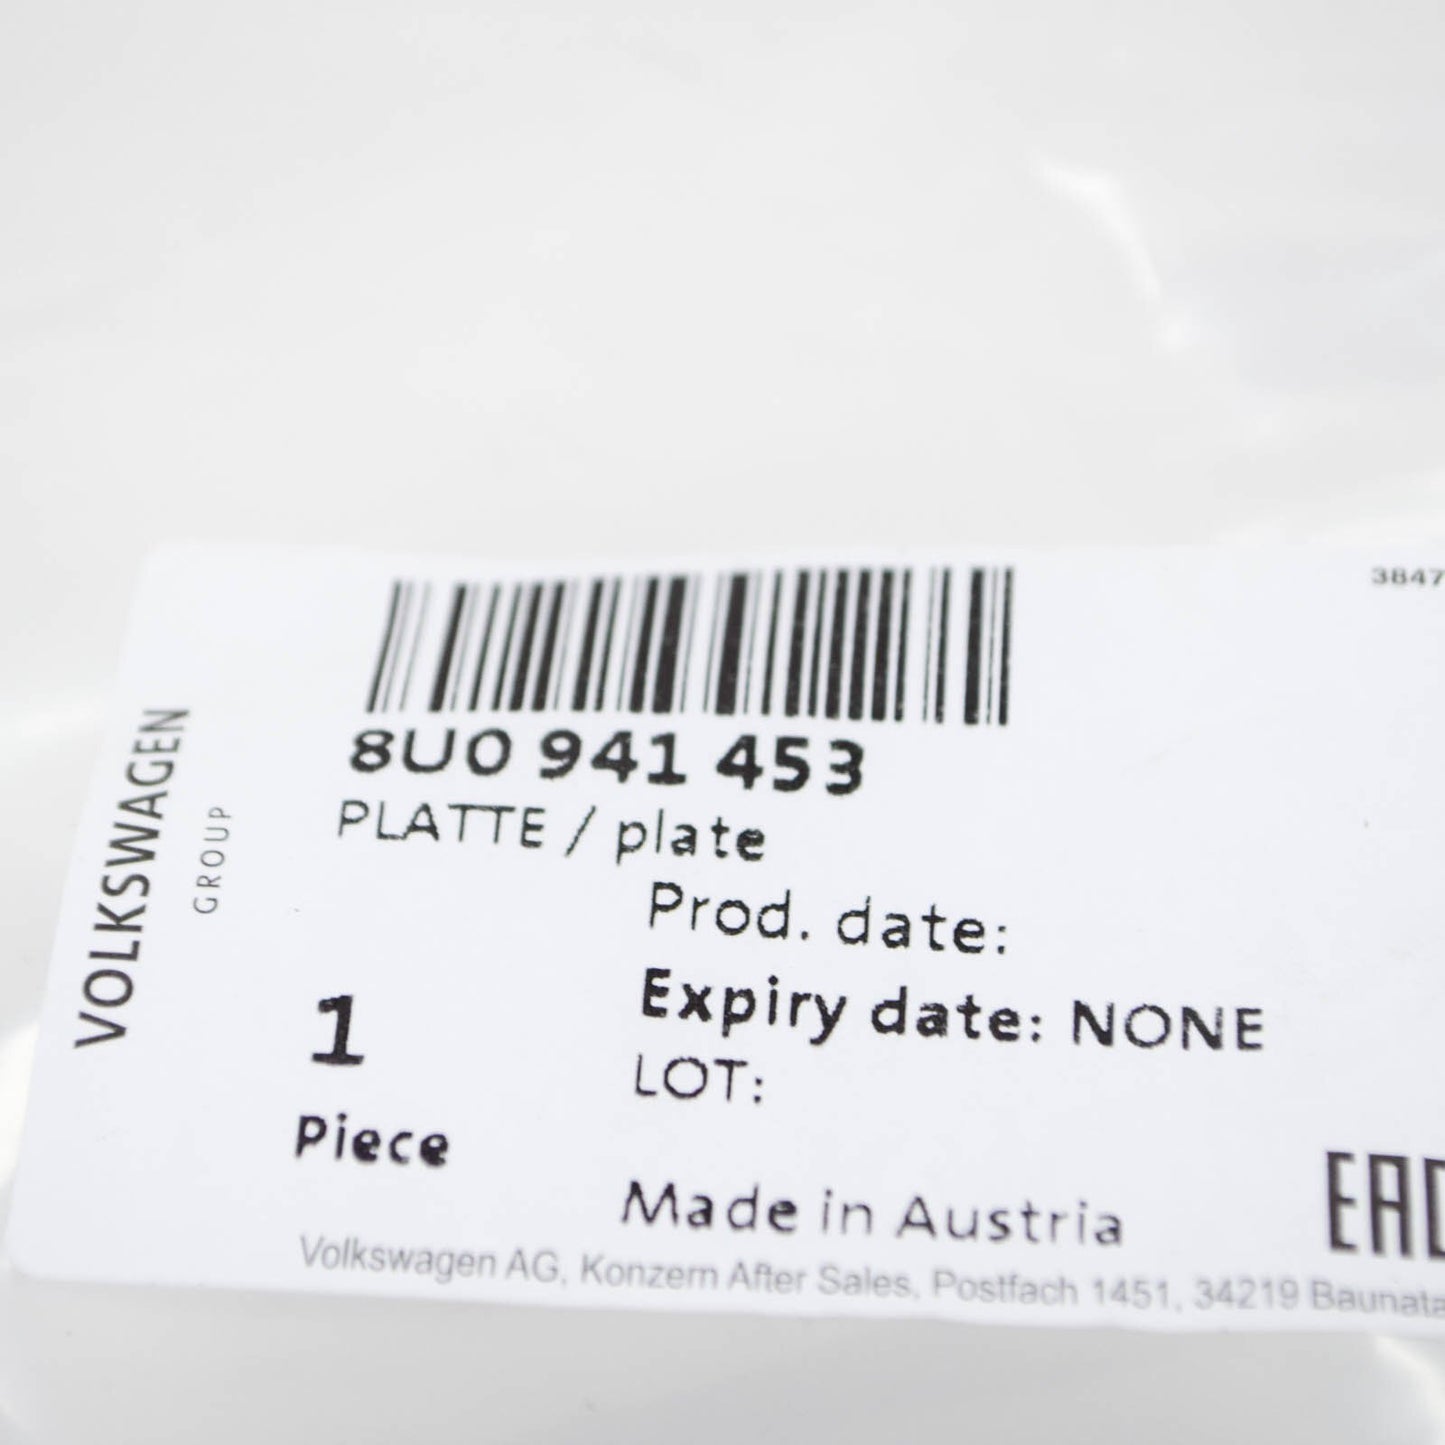 3847
8U0 941 453
PLATTE / plate
Prod. date:
Expiry date: NONE
LOT:
1
Piece
Made in Austria
EAC
Volkswagen AG, Konzern After Sales, Postfach 1451, 34219 Baunata
VOLKSWAGEN
GROUP